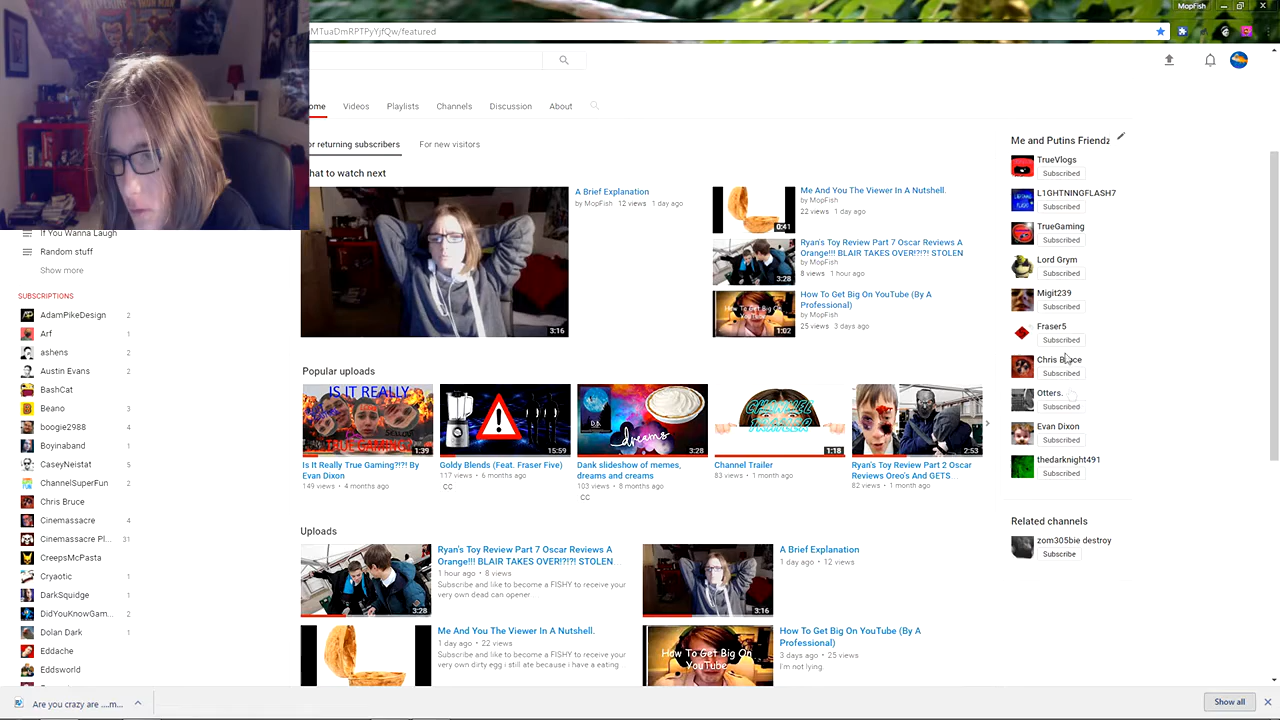 MopFish
MTuaDmRPTPyYjfQw/featured
ome
Videos
Playlists
Channels
Discussion
About
or returning subscribers
For new visitors
hat to watch next
3:16
A Brief Explanation
by MopFish 12 views 1 day ago
0:41
Me And You The Viewer In A Nutshell.
by MopFish
22 views 1 day ago
3:28
Ryan's Toy Review Part 7 Oscar Reviews A
Orange!!! BLAIR TAKES OVER!?!?! STOLEN
by MopFish
8 views 1 hour ago
How To Get Big On YouTube
1:02
How To Get Big On YouTube (By A
Professional)
by MopFish
25 views 3 days ago
Popular uploads
IS IT REALLY
TRUE GAMING
1:39
Is It Really True Gaming?!?! By
Evan Dixon
149 views • 4 months ago
15:59
Goldy Blends (Feat. Fraser Five)
117 views • 6 months ago
CC
dreams
3:28
Dank slideshow of memes,
dreams and creams
103 views • 8 months ago
CC
CHANNEL
TRAILER
1:18
Channel Trailer
83 views • 1 month ago
2:53
Ryan's Toy Review Part 2 Oscar
Reviews Oreo's And GETS...
82 views • 1 month ago
Uploads
3:28
Ryan's Toy Review Part 7 Oscar Reviews A
Orange!!! BLAIR TAKES OVER!?!?! STOLEN
1 hour ago • 8 views
Subscribe and like to become a FISHY to receive your
very own dead can opener
3:16
A Brief Explanation
1 day ago • 12 views
Me And You The Viewer In A Nutshell.
1 day ago • 22 views
Subscribe and like to become a FISHY to receive your
very own dirty egg i still ate because i have a eating
How To Get Big On
YouTube
How To Get Big On YouTube (By A
Professional)
3 days ago • 25 views
I'm not lying.
Me and Putins Friendz
TrueVlogs
Subscribed
L1GHTNINGFLASH7
Subscribed
TrueGaming
Subscribed
Lord Grym
Subscribed
Migit239
Subscribed
Fraser5
Subscribed
Chris Bruce
Subscribed
Otters.
Subscribed
Evan Dixon
Subscribed
thedarknight491
Subscribed
Related channels
zom305bie destroy
Subscribe
If You Wanna Laugh
Random stuff
Show more
SUBSCRIPTIONS
AdamPikeDesign 2
Arf 1
ashens 2
Austin Evans 2
BashCat
Beano 3
boogie2988 4
Boyinaband 1
CaseyNeistat 5
ChannelSuperFun 2
Chris Bruce
Cinemassacre 4
Cinemassacre Pl... 31
CreepsMcPasta
Cryaotic 1
DarkSquidge 1
DidYouKnowGam... 2
Dolan Dark 1
Eddache
Eddsworld
Are you crazy are ....m...
Show all